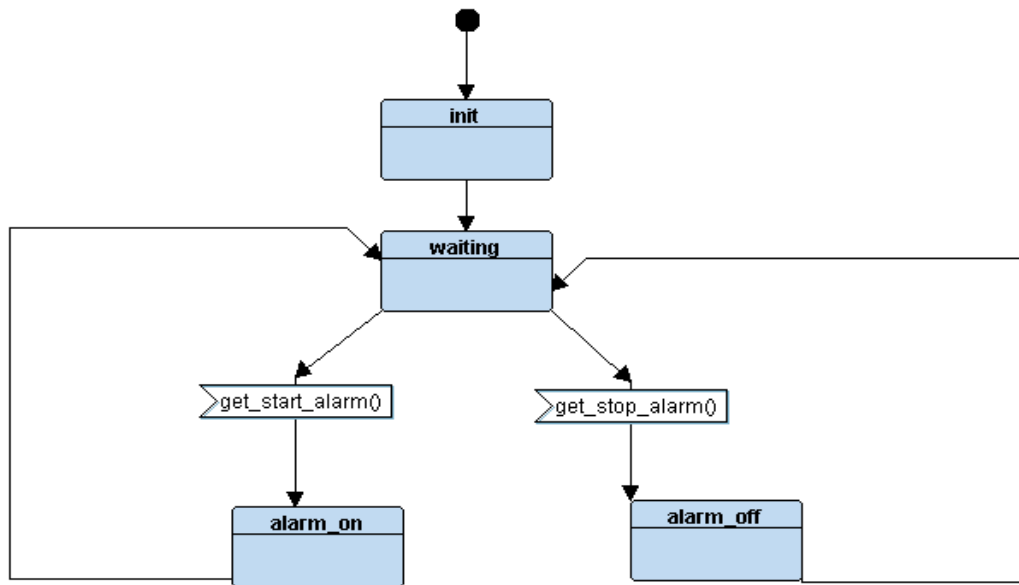 init
waiting
get_start_alarm()
get_stop_alarm()
alarm_on
alarm_off